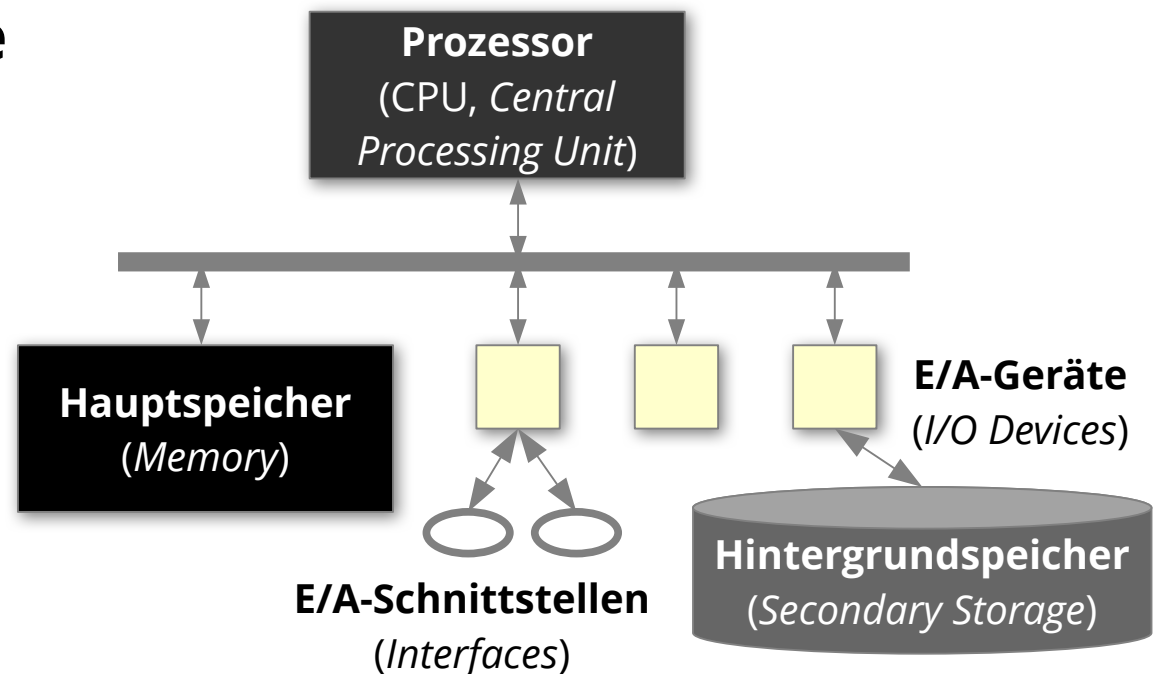 e
Prozessor
(CPU, Central
Processing Unit)
Hauptspeicher
(Memory)
E/A-Geräte
(I/O Devices)
E/A-Schnittstellen
(Interfaces)
Hintergrundspeicher
(Secondary Storage)